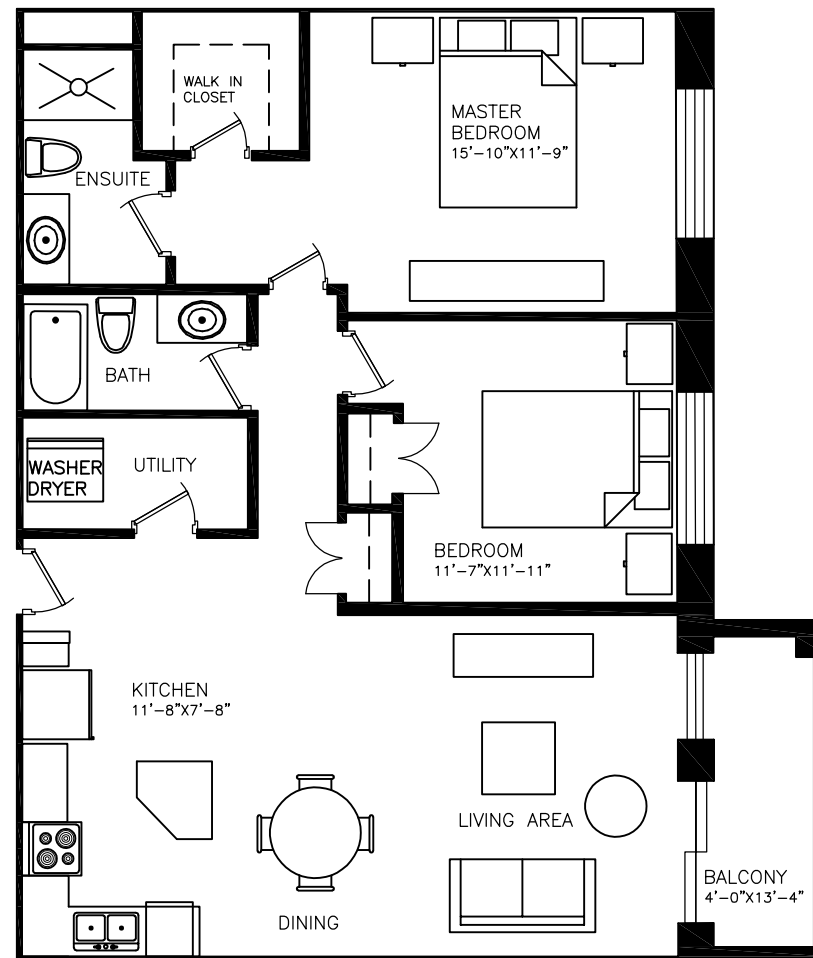 WALK IN
CLOSET
MASTER
BEDROOM
15'-10"X11'-9"
ENSUITE
BATH
WASHER
DRYER
UTILITY
BEDROOM
11'-7"X11'-11"
KITCHEN
11'-8"X7'-8"
LIVING AREA
DINING
BALCONY
4'-0"X13'-4"